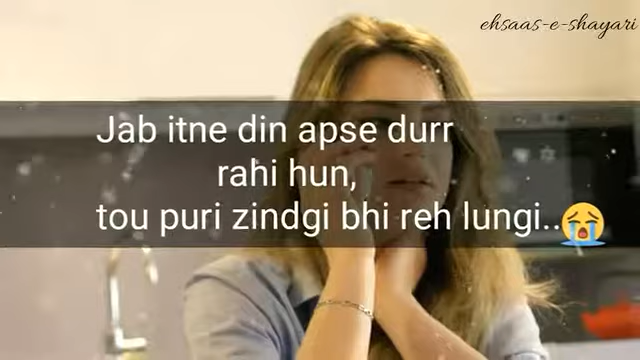 ehsaas-e-shayari
Jab itne din apse durr
rahi hun,
tou puri zindgi bhi reh lungi..😭